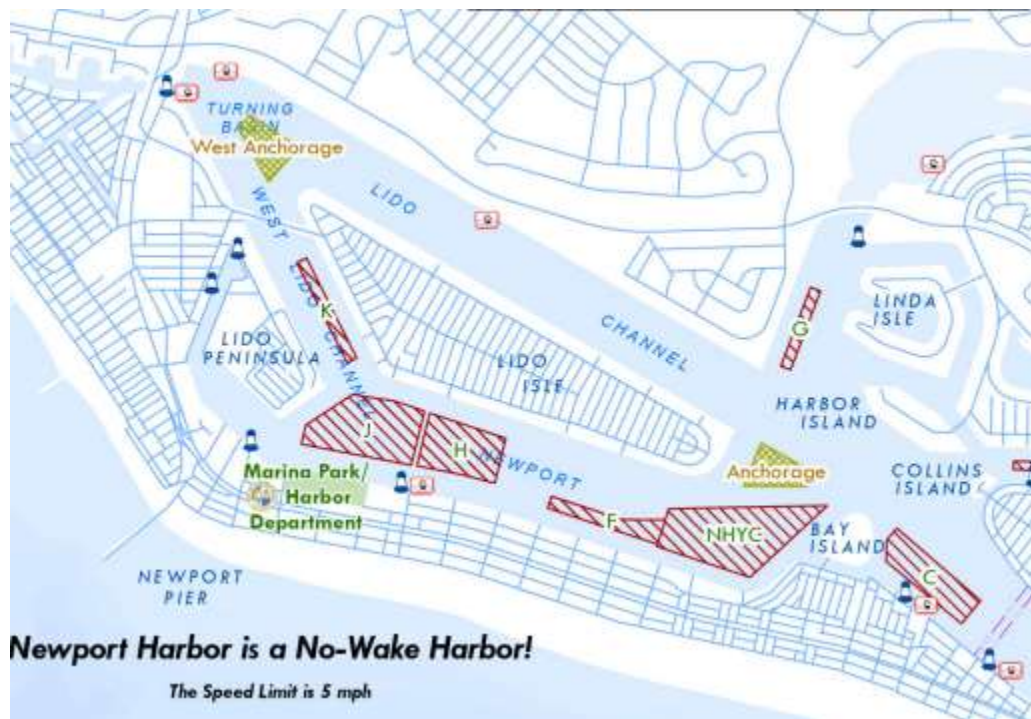 TURNING
BASIN
West Anchorage
LIDO
CHANNEL
WEST
LIDO
CHANNEL
K
LIDO
PENINSULA
LIDO
ISLE
G
LINDA
ISLE
HARBOR
ISLAND
J
H
NEWPORT
Anchorage
COLLINS
ISLAND
Marina Park/
Harbor
Department
F
NHYC
BAY
ISLAND
C
NEWPORT
PIER
Newport Harbor is a No-Wake Harbor!
The Speed Limit is 5 mph